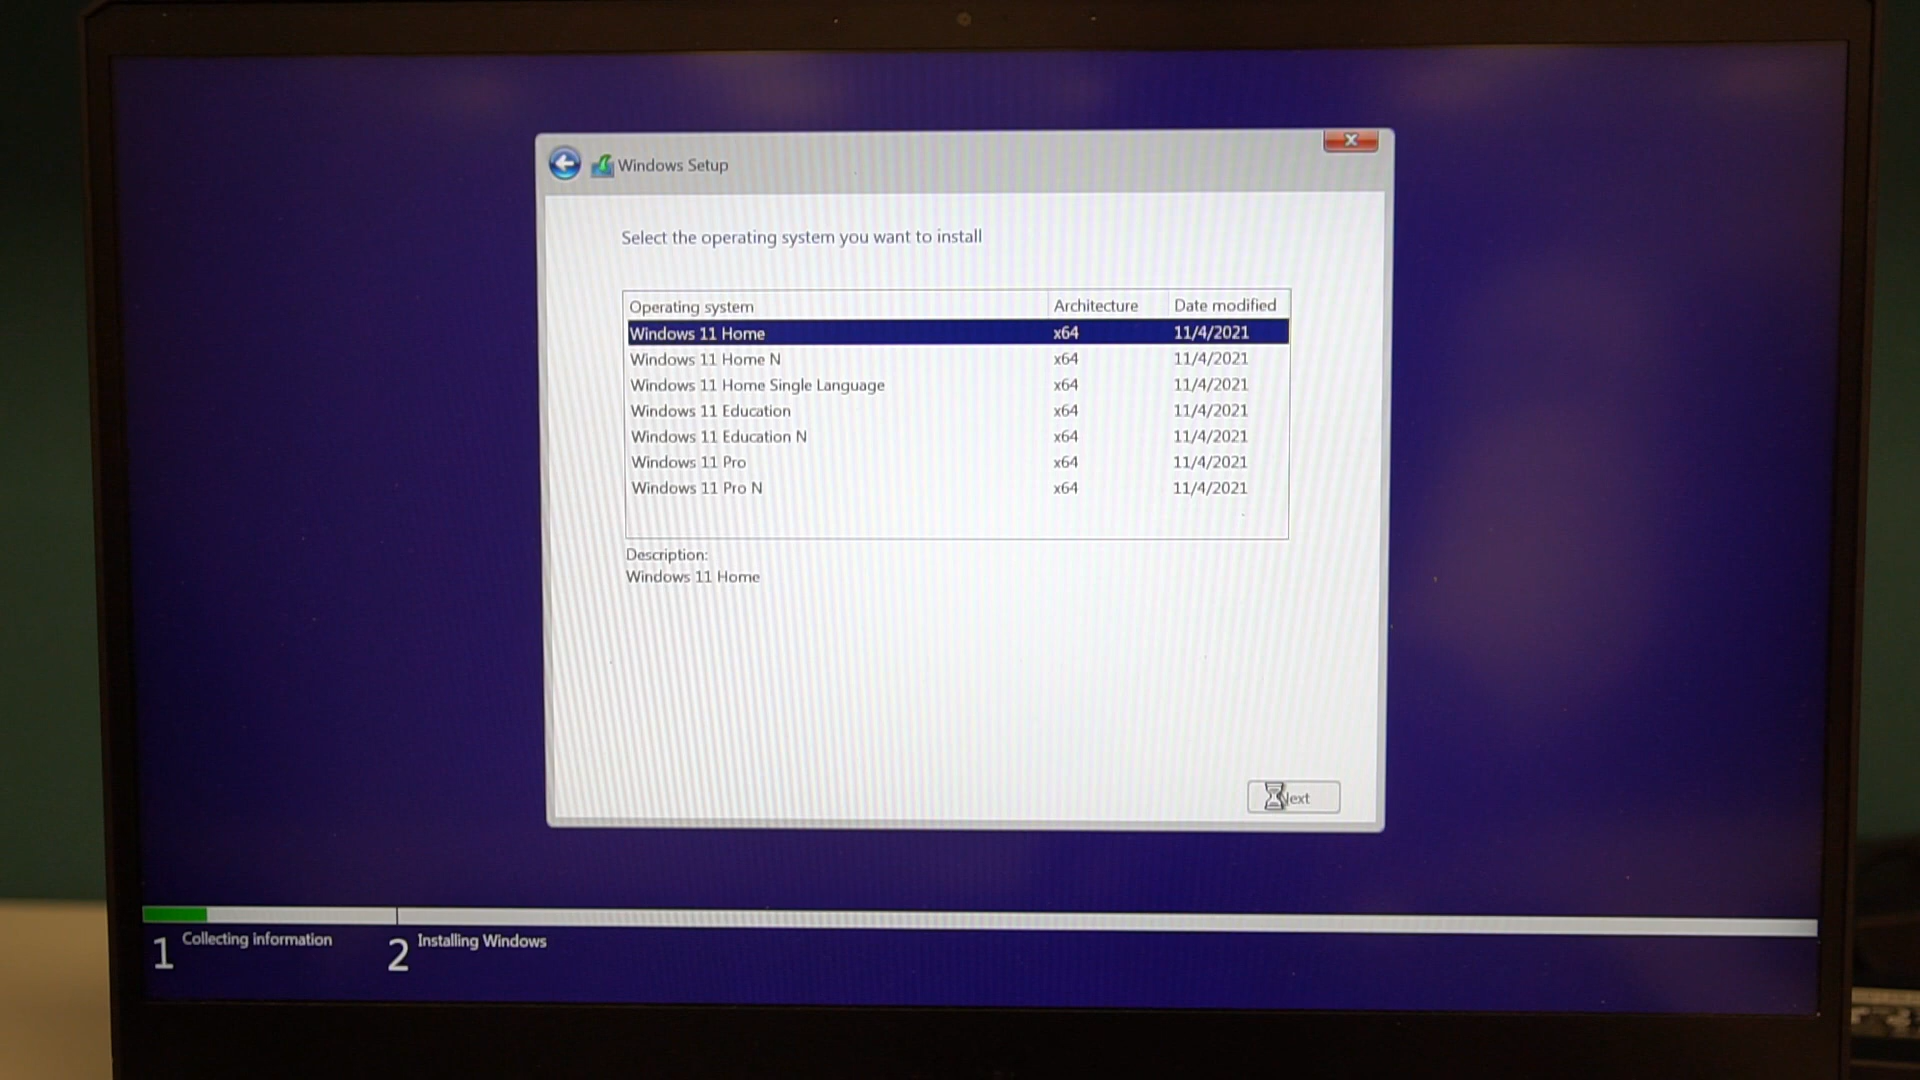 Windows Setup
Select the operating system you want to install
Operating system Architecture Date modified
Windows 11 Home x64 11/4/2021
Windows 11 Home N x64 11/4/2021
Windows 11 Home Single Language x64 11/4/2021
Windows 11 Education x64 11/4/2021
Windows 11 Education N x64 11/4/2021
Windows 11 Pro x64 11/4/2021
Windows 11 Pro N x64 11/4/2021
Description:
Windows 11 Home
Next
1 Collecting information 2 Installing Windows